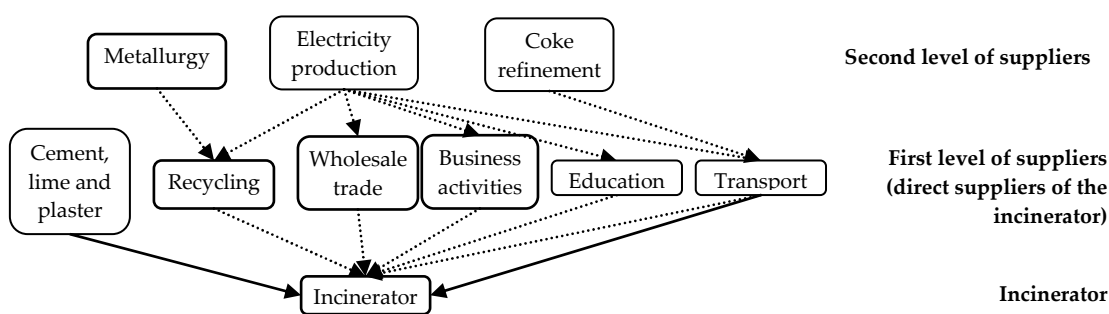 Metallurgy
Electricity
production
Coke
refinement
Second level of suppliers
Cement,
lime and
plaster
Recycling
Wholesale
trade
Business
activities
Education
Transport
First level of suppliers
(direct suppliers of the
incinerator)
Incinerator
Incinerator